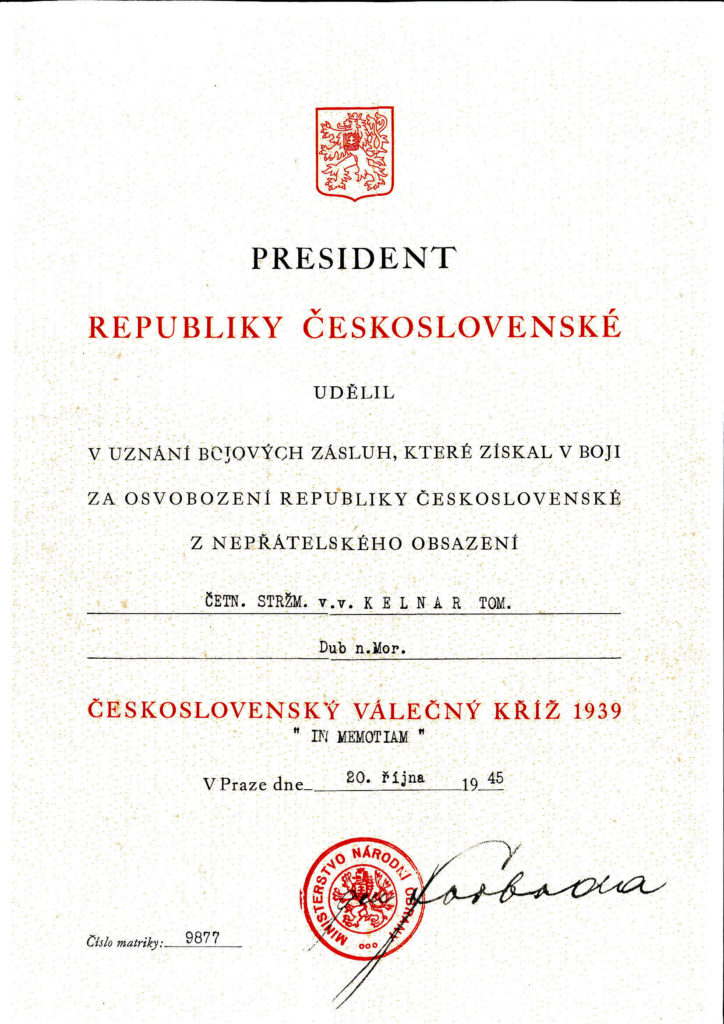 PRESIDENT
REPUBLIKY ČESKOSLOVENSKÉ
UDĚLIL
V UZNÁNÍ BOJOVÝCH ZÁSLUH, KTERÉ ZÍSKAL V BOJI
ZA OSVOBOZENÍ REPUBLIKY ČESKOSLOVENSKÉ
Z NEPŘÁTELSKÉHO OBSAZENÍ
ČETN. STRŽM. v.v. K E L N A R TOM.
Dub n.Mor.
ČESKOSLOVENSKÝ VÁLEČNÝ KŘÍŽ 1939
" IN MEMOTIAM "
V Praze dne 20. října 19 45
MINISTERSTVO NÁRODNÍ OBRANY
Svoboda
Číslo matriky: 9877